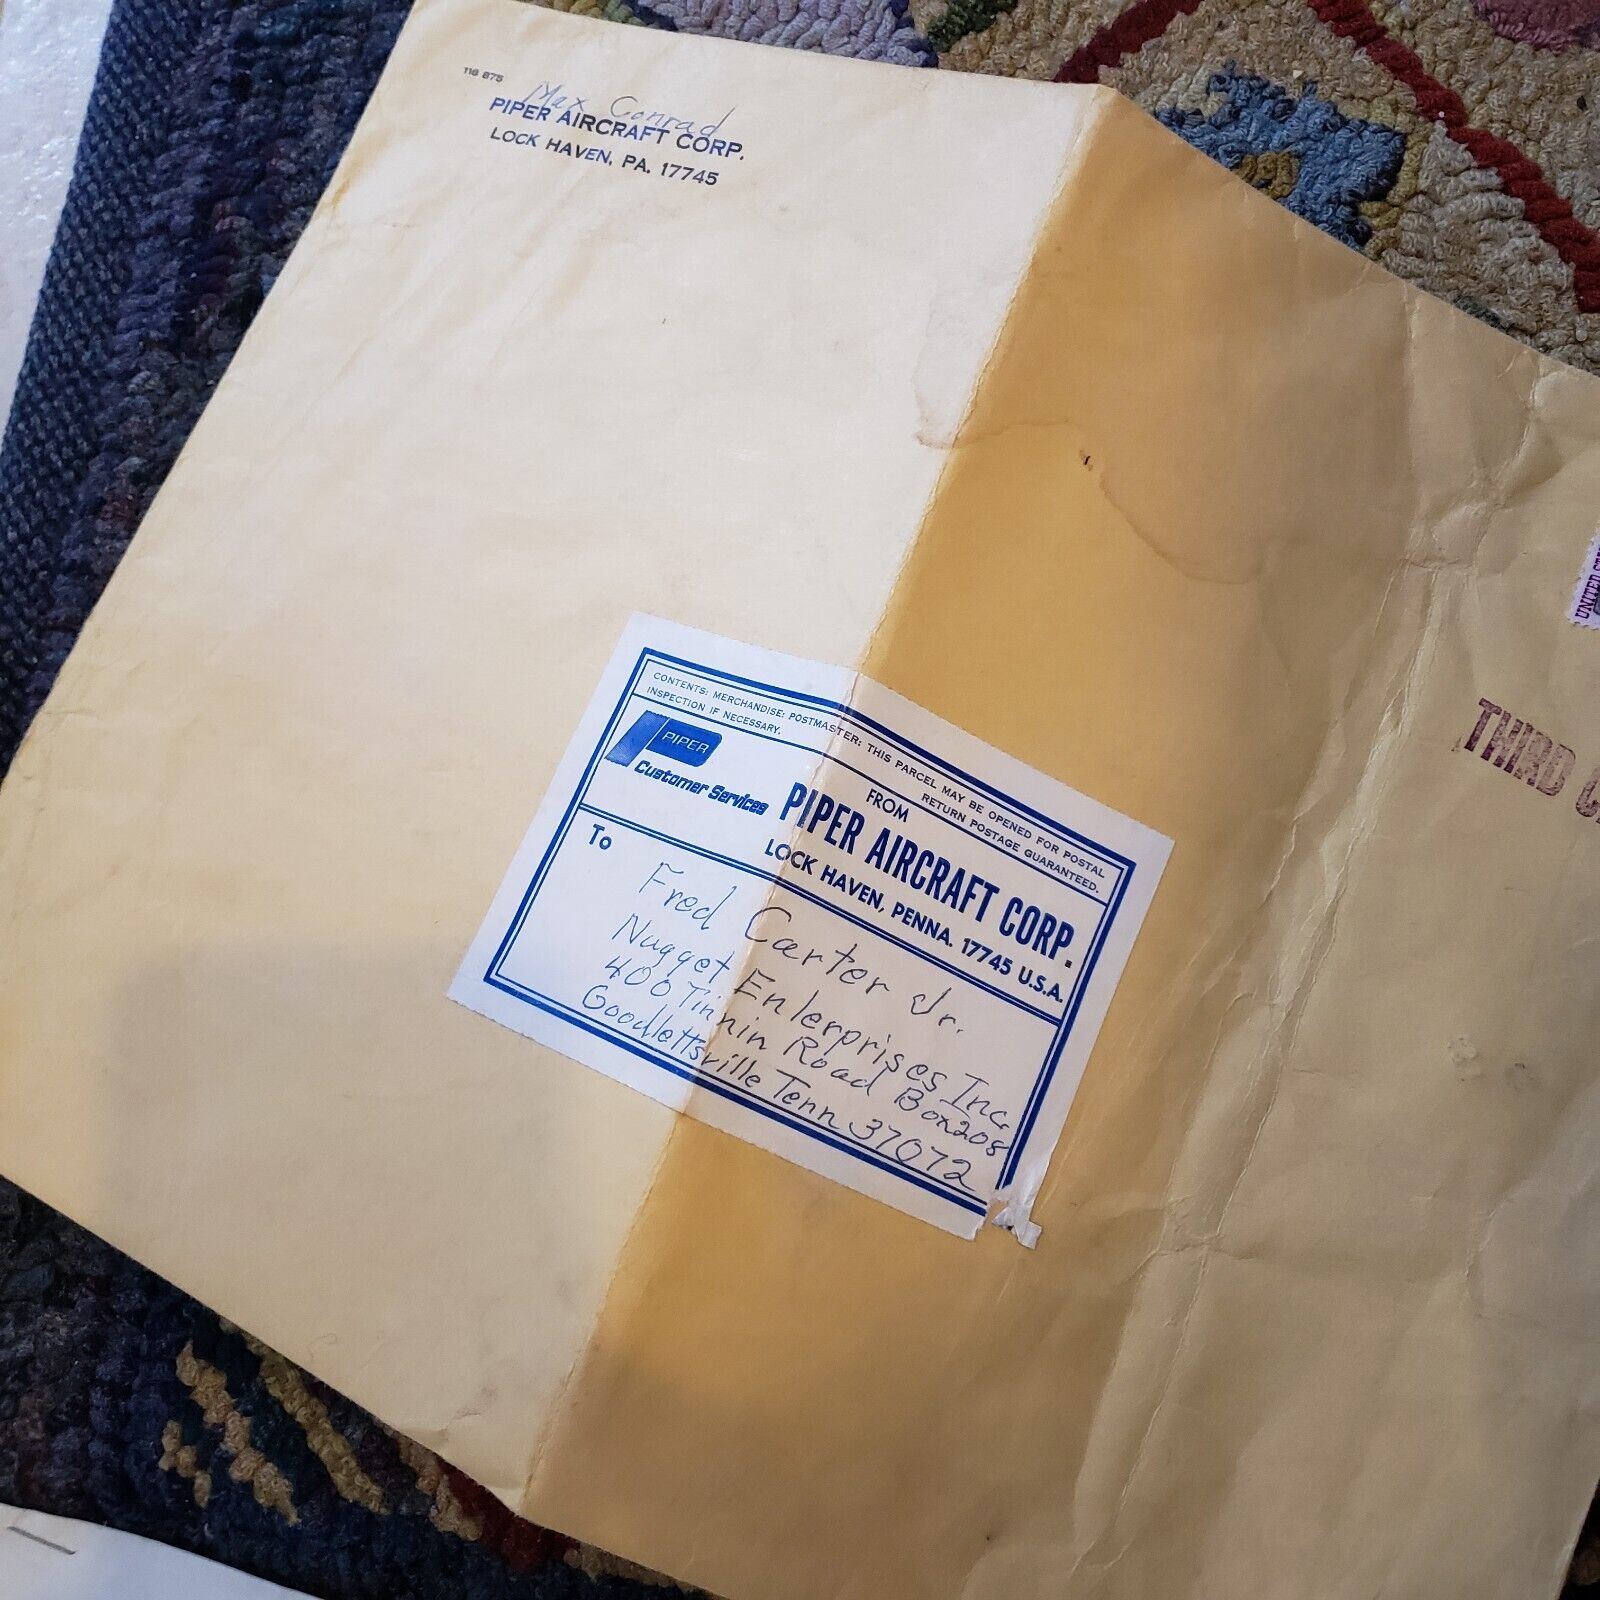 116 875
Max Conrad
PIPER AIRCRAFT CORP.
LOCK HAVEN, PA. 17745
UNITED
THIRD
CONTENTS: MERCHANDISE: POSTMASTER: THIS PARCEL MAY BE OPENED FOR POSTAL
INSPECTION IF NECESSARY. RETURN POSTAGE GUARANTEED.
PIPER
Customer Services
FROM
PIPER AIRCRAFT CORP.
LOCK HAVEN, PENNA. 17745 U.S.A.
To
Fred Carter Jr.
Nugget Enlerprises Inc.
400 Tinnin Road Box 208
Goodlettsville Tenn 37072